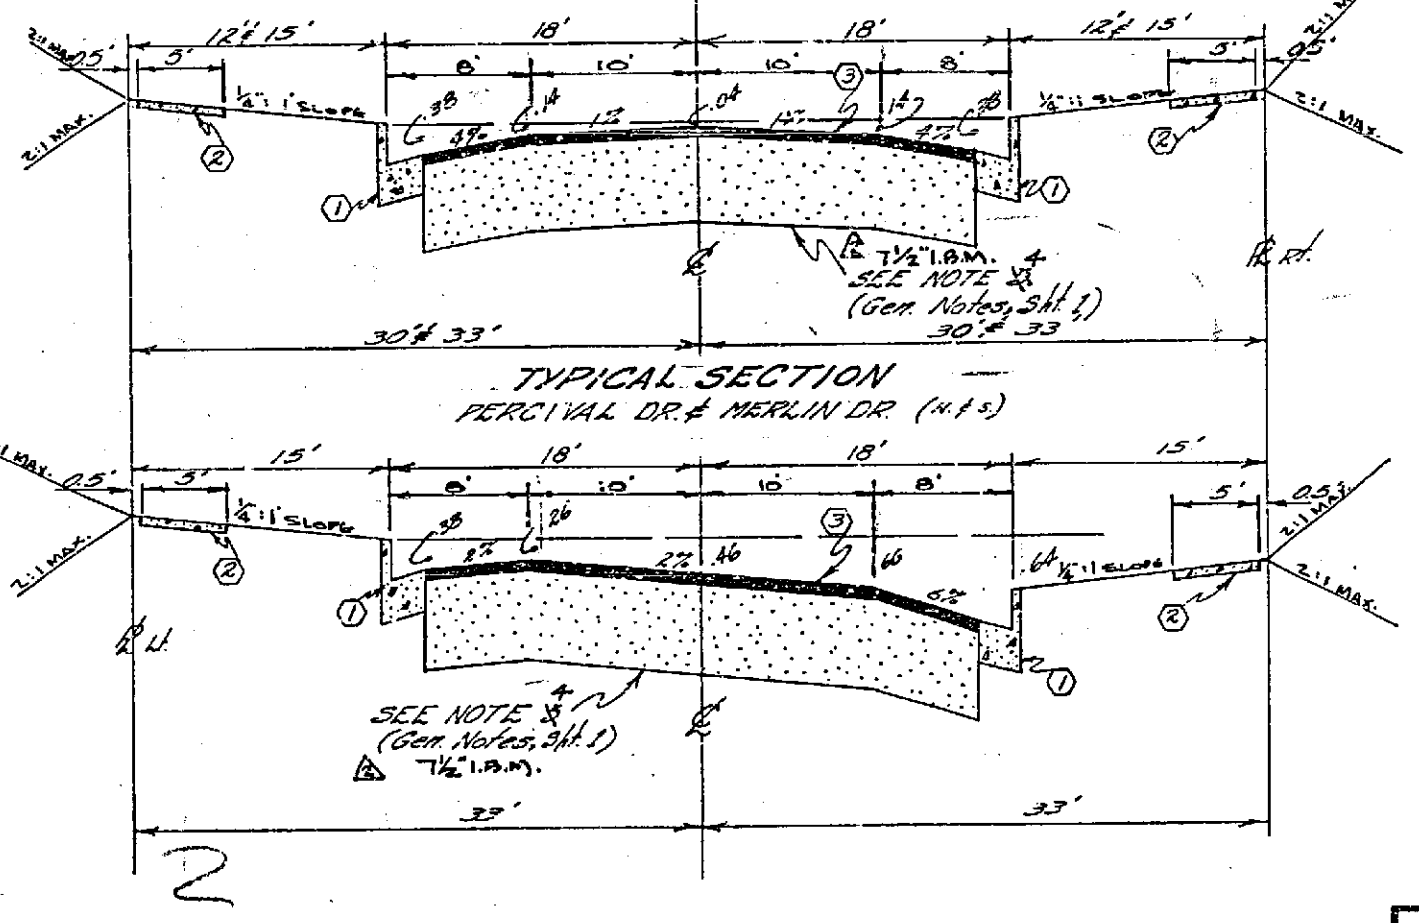 12'& 15' 18' 18' 12'& 15'
2:1 MAX. 2:1 M
0.5' 5' 8' 10' 10' 3 8' 5' 0.5'
1/4":1' SLOPE .38 .14 .04 .14 .38 1/4":1 SLOPE
4% 1% 1% 4%
2:1 MAX. 2 2 2:1 MAX.
1 1
2 7 1/2" I.B.M.
SEE NOTE 4
(Gen. Notes, Sht. 1)
℄ ⅊ Rt.
30'& 33' 30'& 33'
TYPICAL SECTION
PERCIVAL DR. & MERLIN DR. (N. & S.)
15' 18' 18' 15'
:1 MAX. 2:1 MAX.
0.5' 5' 8' 10' 10' 8' 5' 0.5'
1/4":1' SLOPE .38 .26 3
2% 2% .46 .66 .64 1/4":1 SLOPE
6%
2:1 MAX. 2 2 2:1 MAX.
1 1
⅊ Lt.
SEE NOTE 4
(Gen. Notes, Sht. 1)
2 7 1/2" I.B.M.
℄
33' 33'
2